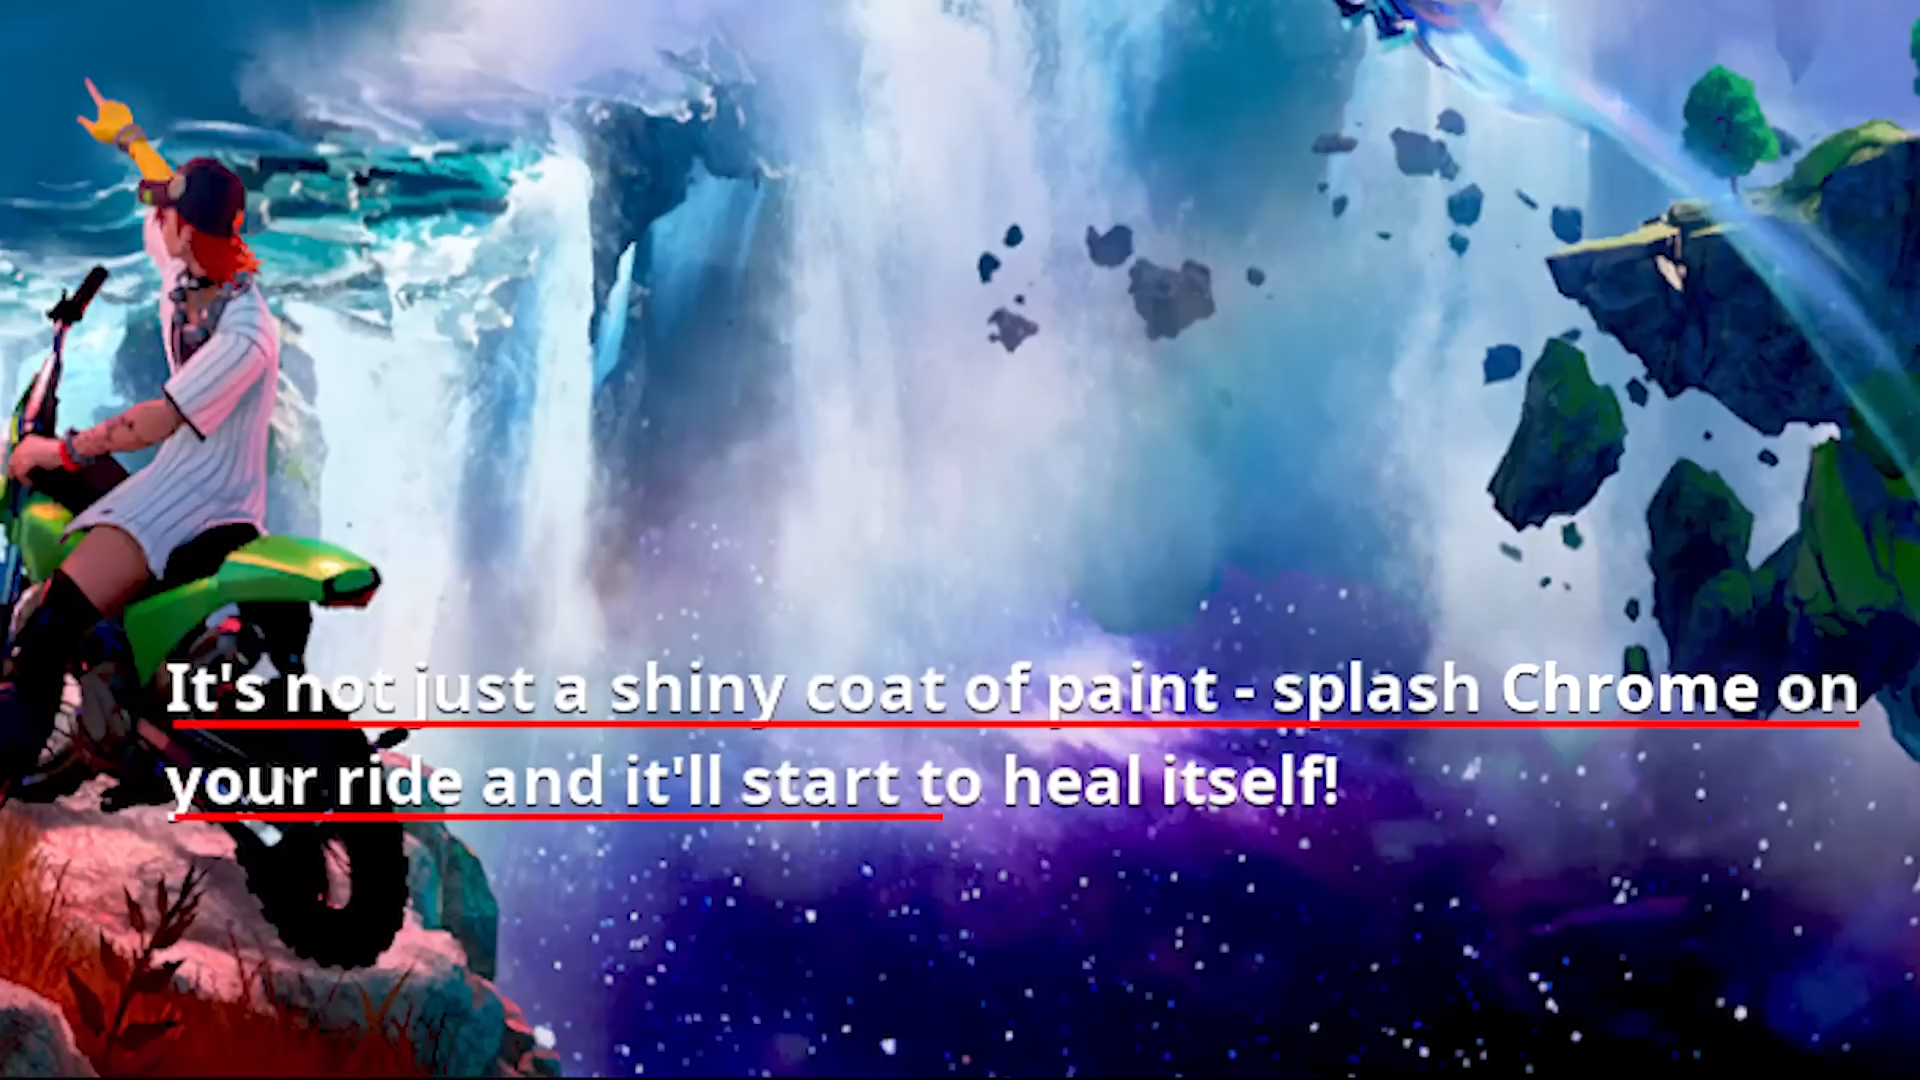 It's not just a shiny coat of paint - splash Chrome on
your ride and it'll start to heal itself!